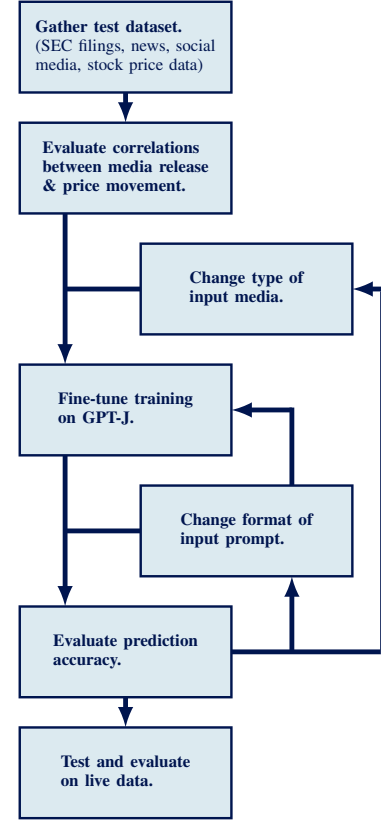 Gather test dataset.
(SEC filings, news, social
media, stock price data)
Evaluate correlations
between media release
& price movement.
Change type of
input media.
Fine-tune training
on GPT-J.
Change format of
input prompt.
Evaluate prediction
accuracy.
Test and evaluate
on live data.